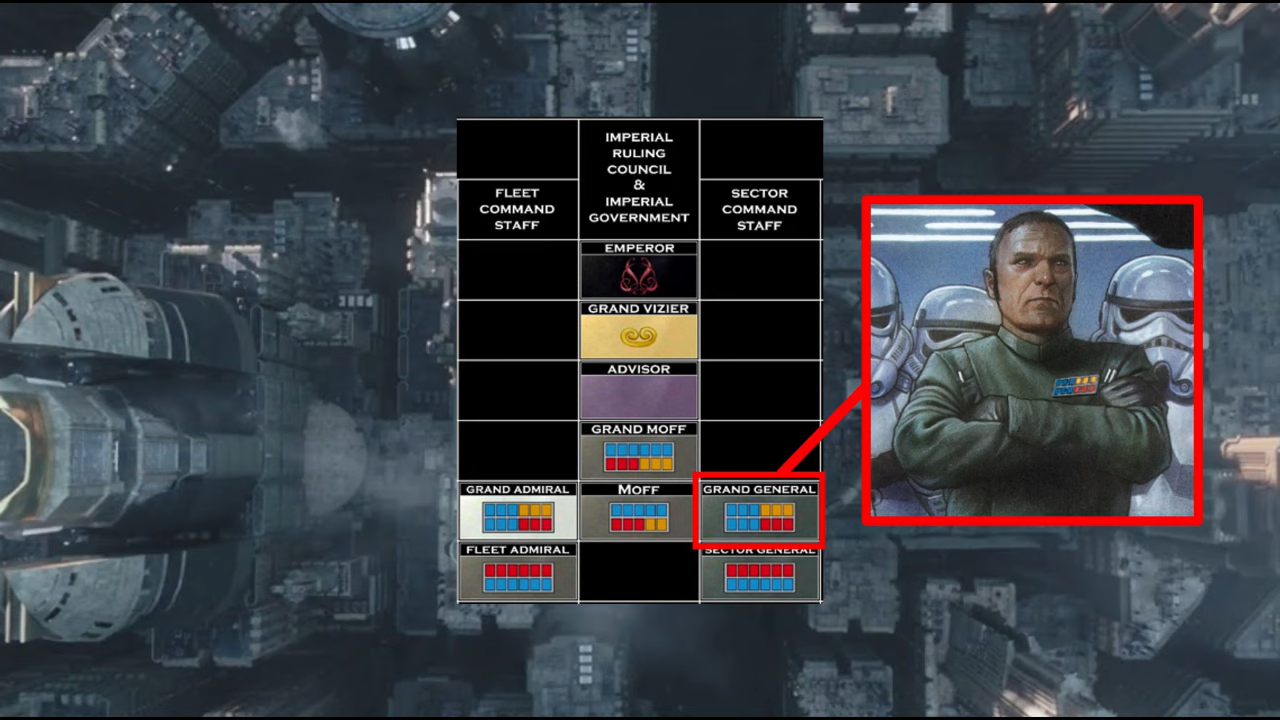 IMPERIAL
RULING
COUNCIL
&
IMPERIAL
GOVERNMENT
FLEET
COMMAND
STAFF
SECTOR
COMMAND
STAFF
EMPEROR
GRAND VIZIER
ADVISOR
GRAND MOFF
GRAND ADMIRAL
MOFF
GRAND GENERAL
FLEET ADMIRAL
SECTOR GENERAL